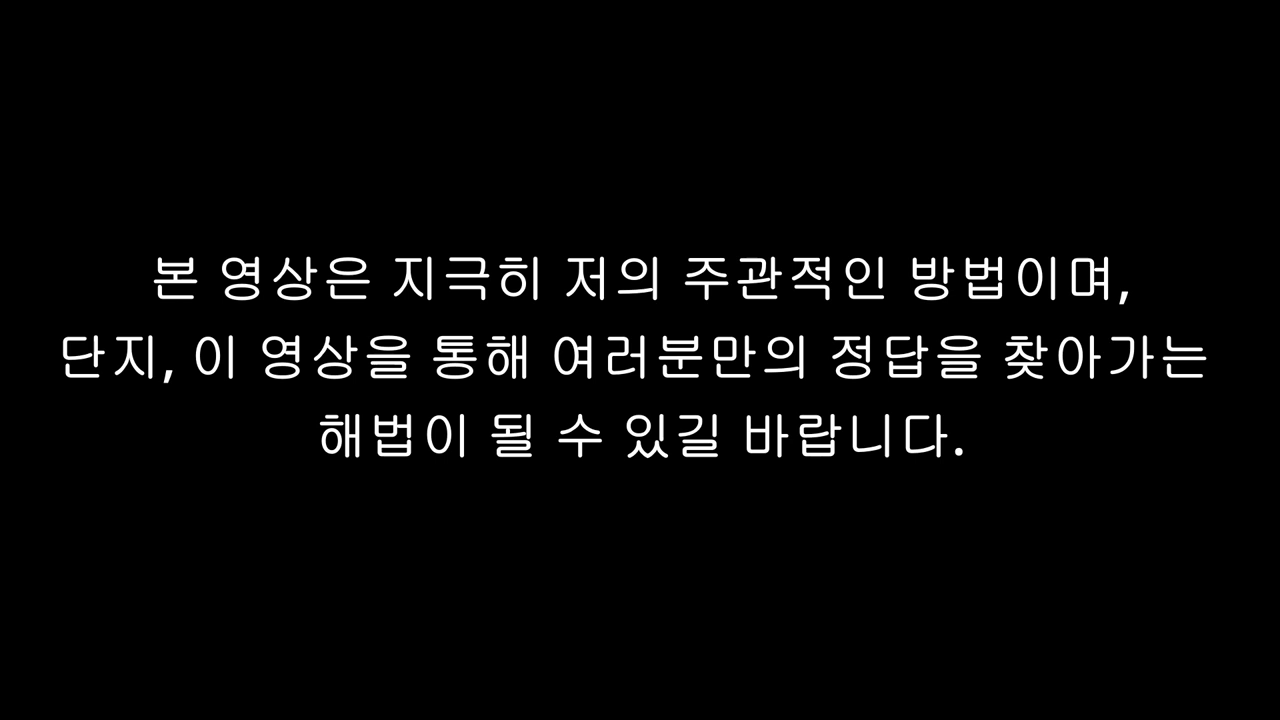 본 영상은 지극히 저의 주관적인 방법이며,
단지, 이 영상을 통해 여러분만의 정답을 찾아가는
해법이 될 수 있길 바랍니다.